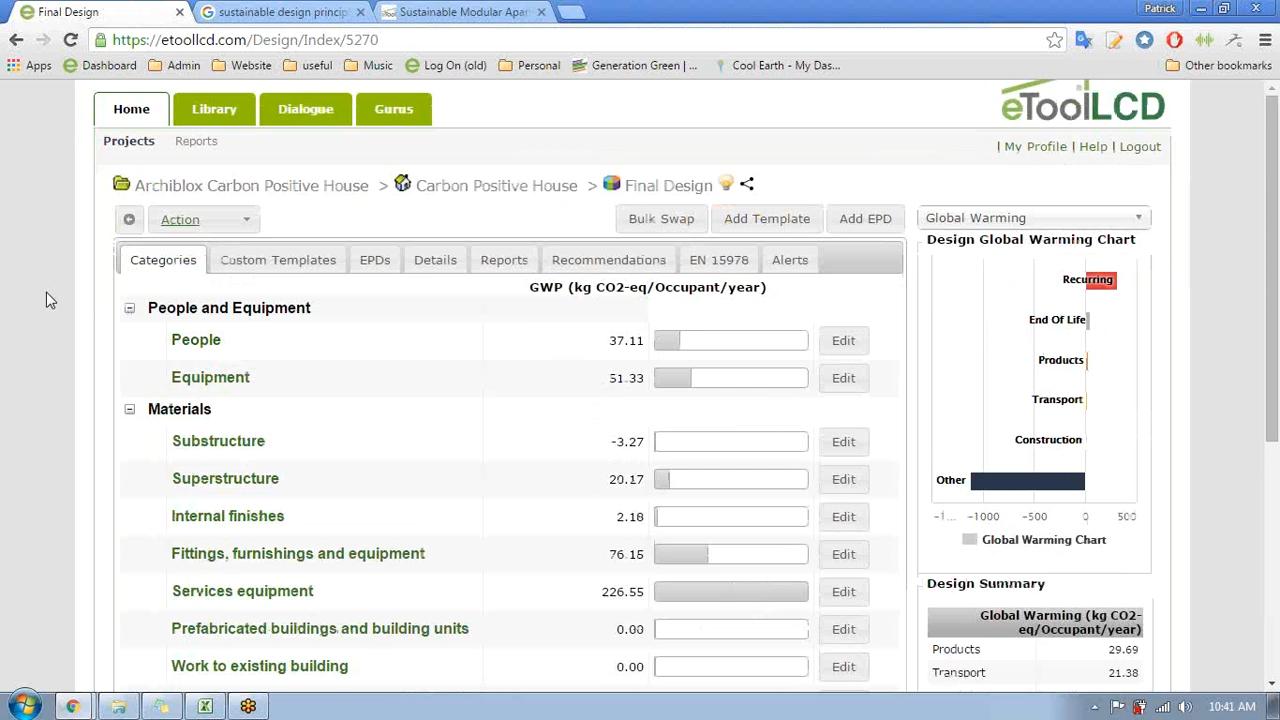 Final Design
sustainable design princip
Sustainable Modular Apar
Patrick
https://etoollcd.com/Design/Index/5270
Apps Dashboard Admin Website useful Music Log On (old) Personal Generation Green | ... Cool Earth - My Das... Other bookmarks
Home Library Dialogue Gurus
eToolLCD
Projects Reports
| My Profile | Help | Logout
Archiblox Carbon Positive House > Carbon Positive House > Final Design
Action Bulk Swap Add Template Add EPD
Global Warming
Categories Custom Templates EPDs Details Reports Recommendations EN 15978 Alerts
GWP (kg CO2-eq/Occupant/year)
People and Equipment
People 37.11 Edit
Equipment 51.33 Edit
Materials
Substructure -3.27 Edit
Superstructure 20.17 Edit
Internal finishes 2.18 Edit
Fittings, furnishings and equipment 76.15 Edit
Services equipment 226.55 Edit
Prefabricated buildings and building units 0.00 Edit
Work to existing building 0.00 Edit
Design Global Warming Chart
Recurring
End Of Life
Products
Transport
Construction
Other
-1... -1000 -500 0 500
Global Warming Chart
Design Summary
Global Warming (kg CO2-
eq/Occupant/year)
Products 29.69
Transport 21.38
10:41 AM